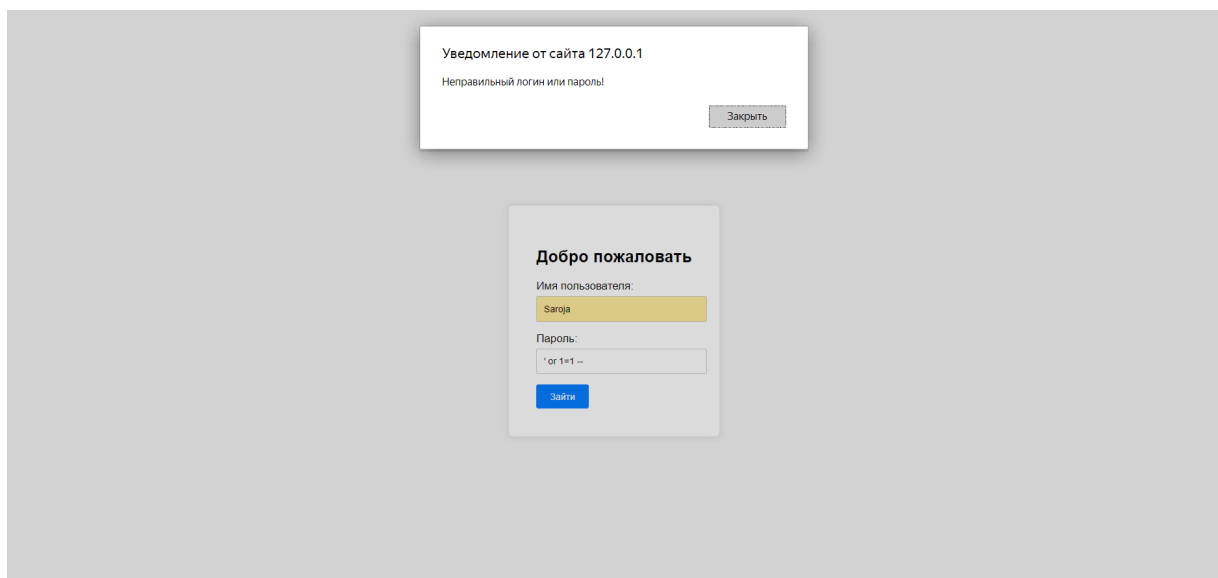 Уведомление от сайта 127.0.0.1
Неправильный логин или пароль!
Закрыть
Добро пожаловать
Имя пользователя:
Saroja
Пароль:
' or 1=1 --
Зайти